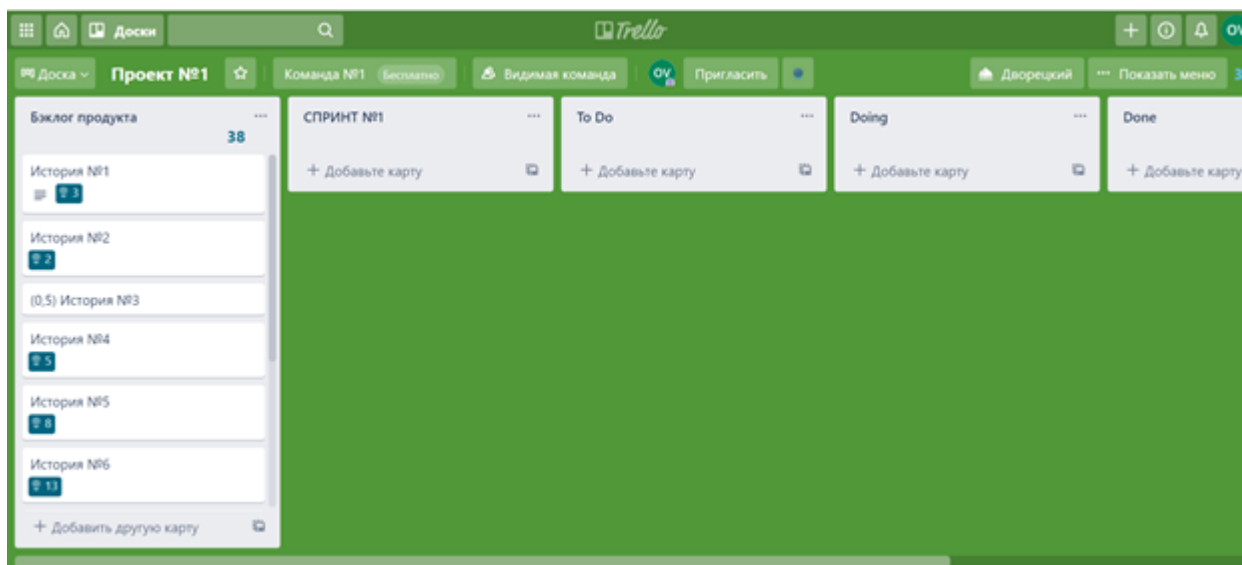 Доски
Trello
OV
Доска
Проект №1
Команда №1 Бесплатно
Видимая команда
OV
Пригласить
Дворецкий
··· Показать меню
3
Бэклог продукта
38
История №1
3
История №2
2
(0,5) История №3
История №4
5
История №5
8
История №6
13
+ Добавить другую карту
СПРИНТ №1
+ Добавьте карту
To Do
+ Добавьте карту
Doing
+ Добавьте карту
Done
+ Добавьте карту